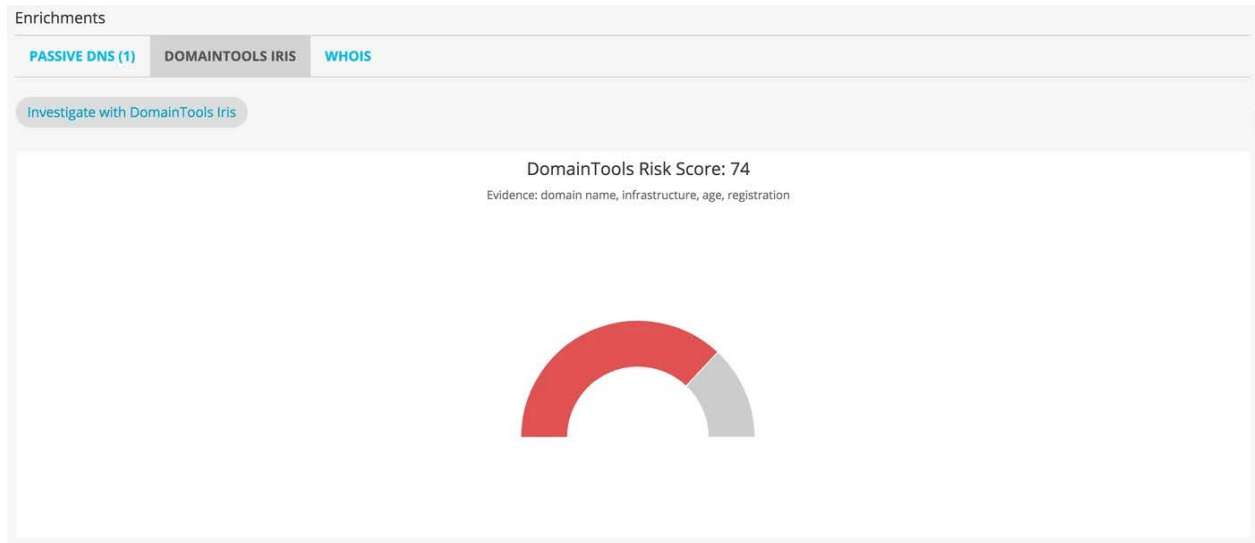 Enrichments
PASSIVE DNS (1) DOMAINTOOLS IRIS WHOIS
Investigate with DomainTools Iris
DomainTools Risk Score: 74
Evidence: domain name, infrastructure, age, registration